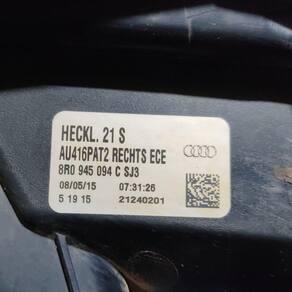 HECKL. 21 S
AU416PAT2 RECHTS ECE
8R0 945 094 C SJ3
08/05/15 07:31:26
5 19 15 21240201